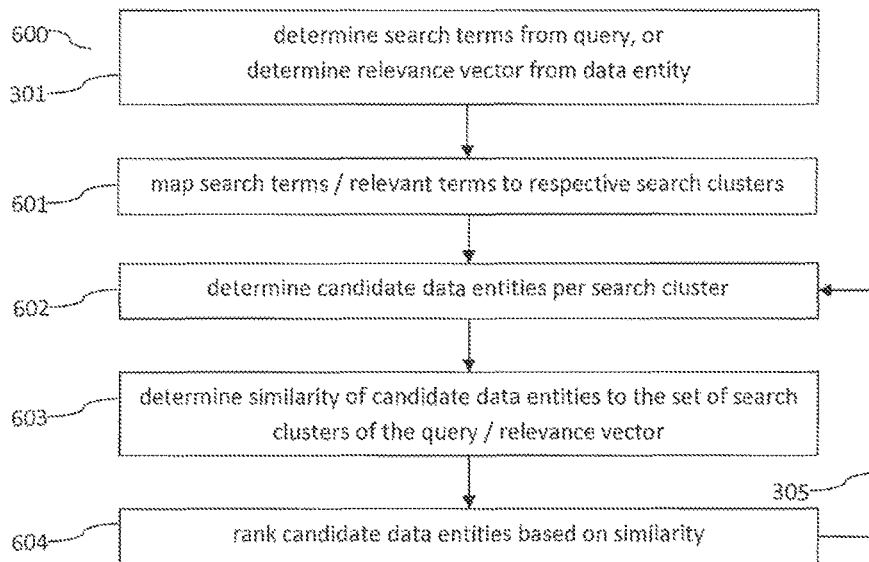 600
determine search terms from query, or
determine relevance vector from data entity
301
map search terms / relevant terms to respective search clusters
601
determine candidate data entities per search cluster
602
determine similarity of candidate data entities to the set of search
clusters of the query / relevance vector
603
305
rank candidate data entities based on similarity
604